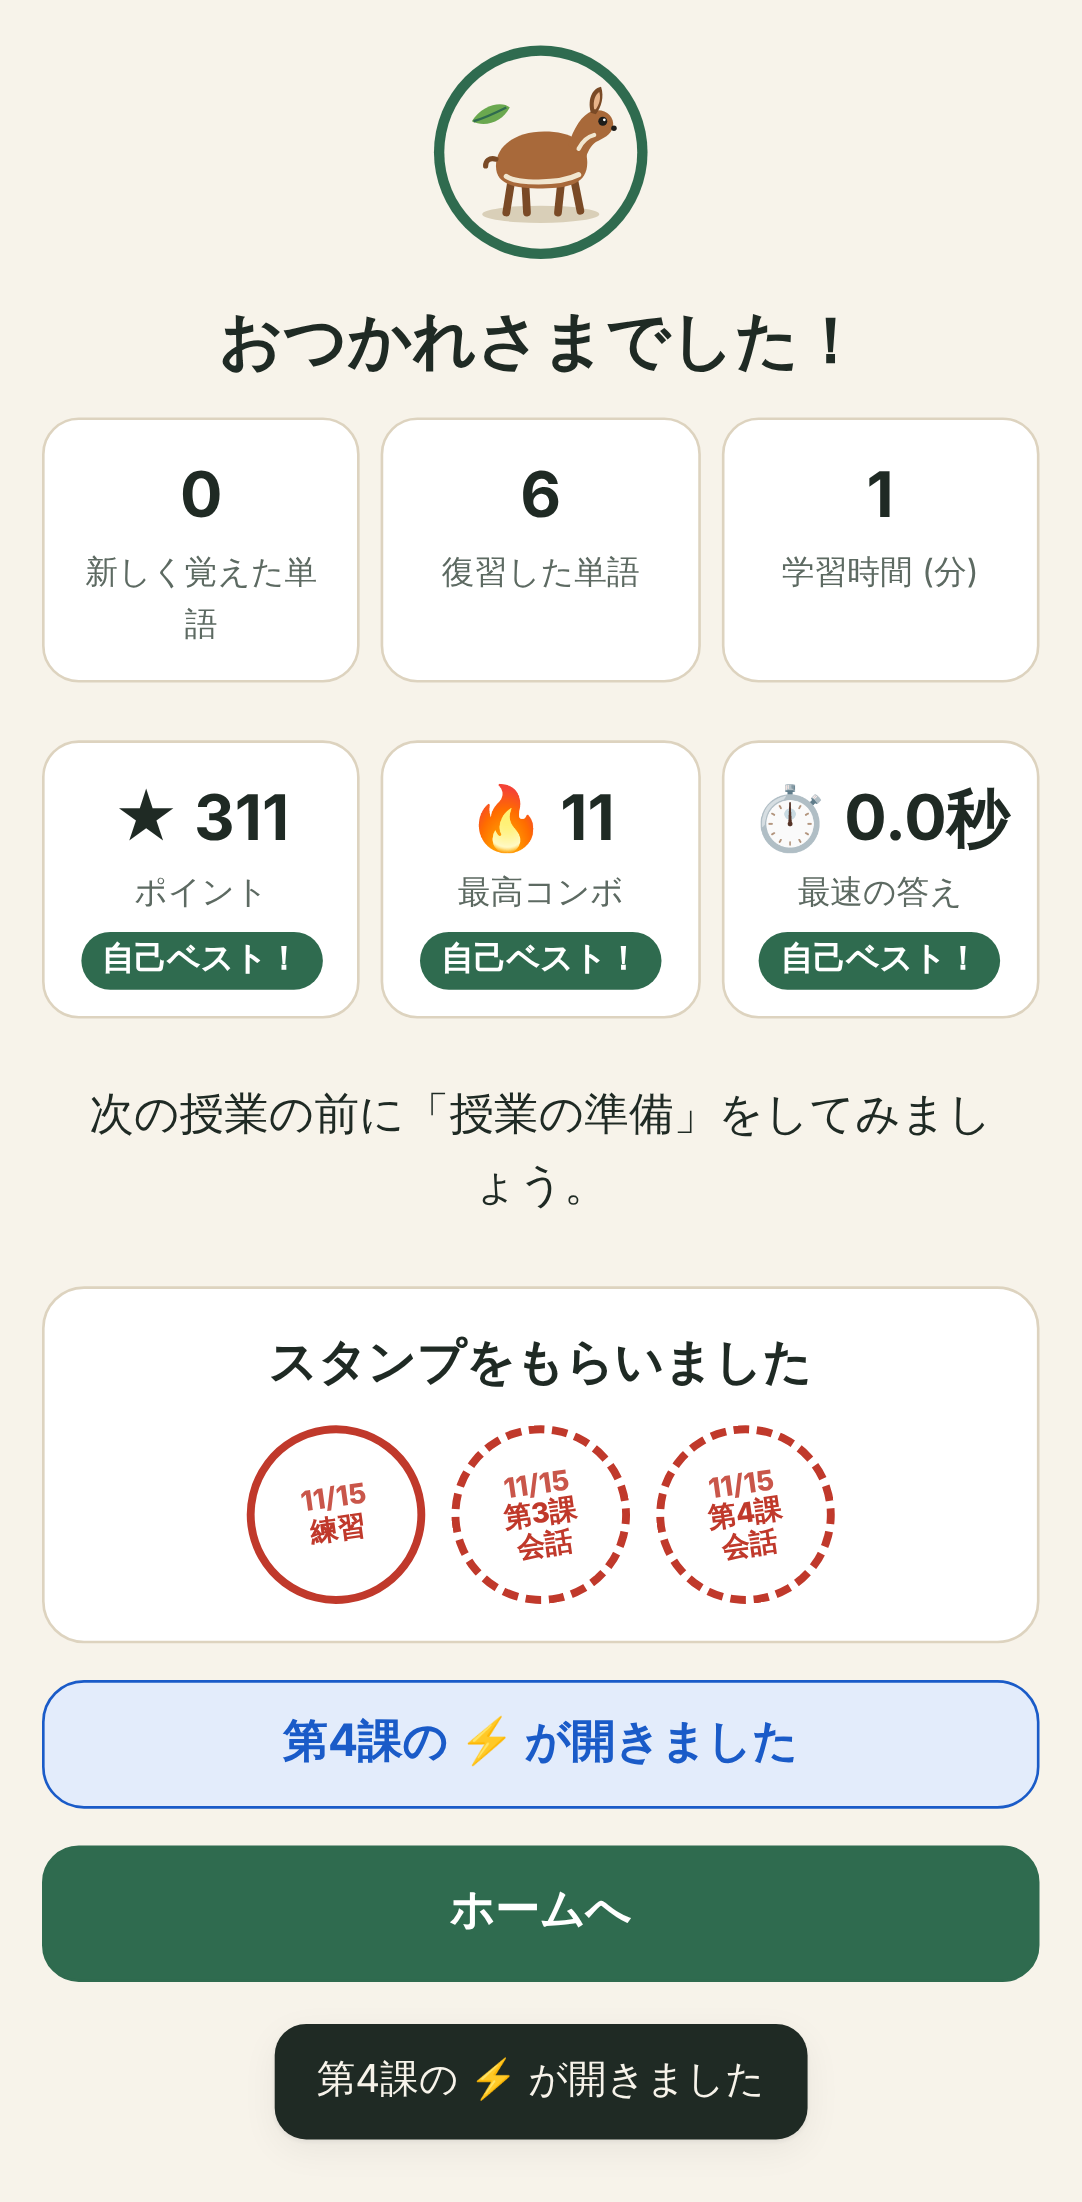 おつかれさまでした！
0
新しく覚えた単
語
6
復習した単語
1
学習時間 (分)
★ 311
ポイント
自己ベスト！
🔥 11
最高コンボ
自己ベスト！
⏱️ 0.0秒
最速の答え
自己ベスト！
次の授業の前に「授業の準備」をしてみまし
ょう。
スタンプをもらいました
11/15
練習
11/15
第3課
会話
11/15
第4課
会話
第4課の ⚡ が開きました
ホームへ
第4課の ⚡ が開きました